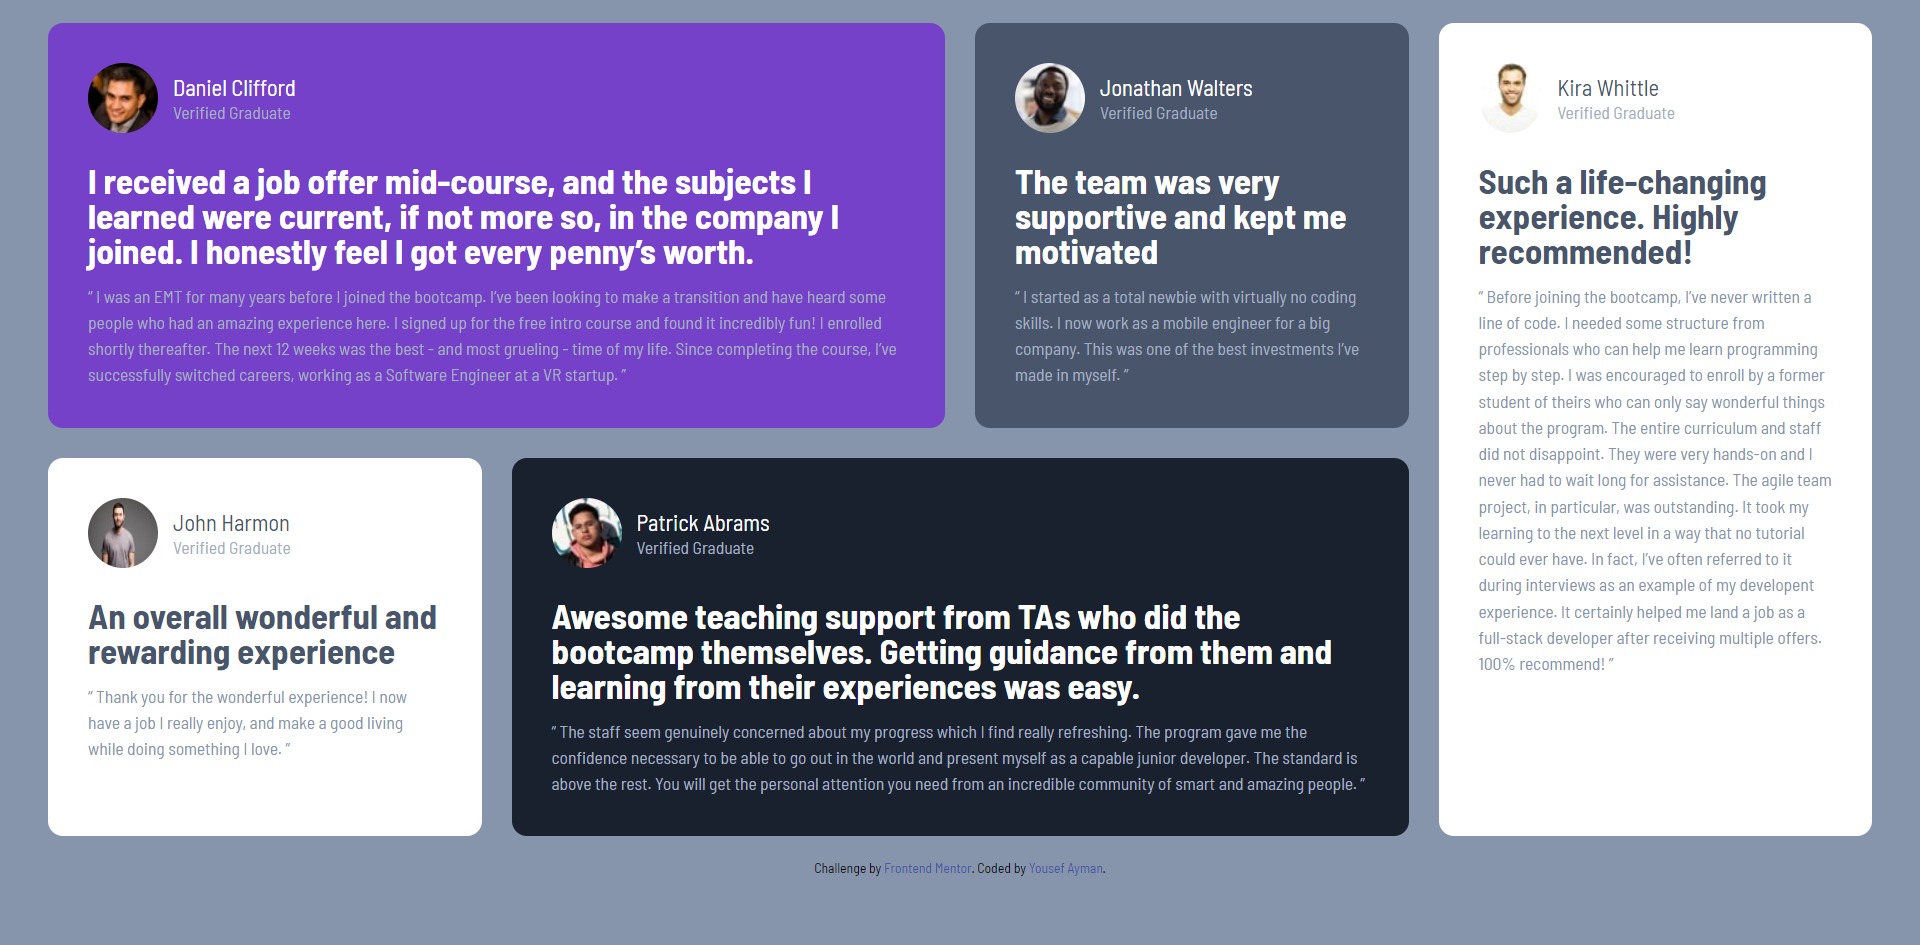 Daniel Clifford
Verified Graduate
I received a job offer mid-course, and the subjects I
learned were current, if not more so, in the company I
joined. I honestly feel I got every penny’s worth.
“ I was an EMT for many years before I joined the bootcamp. I’ve been looking to make a transition and have heard some
people who had an amazing experience here. I signed up for the free intro course and found it incredibly fun! I enrolled
shortly thereafter. The next 12 weeks was the best - and most grueling - time of my life. Since completing the course, I’ve
successfully switched careers, working as a Software Engineer at a VR startup. ”
Jonathan Walters
Verified Graduate
The team was very
supportive and kept me
motivated
“ I started as a total newbie with virtually no coding
skills. I now work as a mobile engineer for a big
company. This was one of the best investments I’ve
made in myself. ”
Kira Whittle
Verified Graduate
Such a life-changing
experience. Highly
recommended!
“ Before joining the bootcamp, I’ve never written a
line of code. I needed some structure from
professionals who can help me learn programming
step by step. I was encouraged to enroll by a former
student of theirs who can only say wonderful things
about the program. The entire curriculum and staff
did not disappoint. They were very hands-on and I
never had to wait long for assistance. The agile team
project, in particular, was outstanding. It took my
learning to the next level in a way that no tutorial
could ever have. In fact, I’ve often referred to it
during interviews as an example of my developent
experience. It certainly helped me land a job as a
full-stack developer after receiving multiple offers.
100% recommend! ”
John Harmon
Verified Graduate
An overall wonderful and
rewarding experience
“ Thank you for the wonderful experience! I now
have a job I really enjoy, and make a good living
while doing something I love. ”
Patrick Abrams
Verified Graduate
Awesome teaching support from TAs who did the
bootcamp themselves. Getting guidance from them and
learning from their experiences was easy.
“ The staff seem genuinely concerned about my progress which I find really refreshing. The program gave me the
confidence necessary to be able to go out in the world and present myself as a capable junior developer. The standard is
above the rest. You will get the personal attention you need from an incredible community of smart and amazing people. ”
Challenge by Frontend Mentor. Coded by Yousef Ayman.